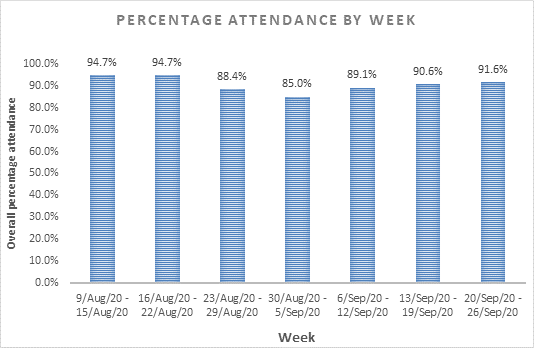 PERCENTAGE ATTENDANCE BY WEEK
Overall percentage attendance
100.0%
90.0%
80.0%
70.0%
60.0%
50.0%
40.0%
30.0%
20.0%
10.0%
0.0%
94.7% 94.7% 88.4% 85.0% 89.1% 90.6% 91.6%
9/Aug/20 - 16/Aug/20 - 23/Aug/20 - 30/Aug/20 - 6/Sep/20 - 13/Sep/20 - 20/Sep/20 -
15/Aug/20 22/Aug/20 29/Aug/20 5/Sep/20 12/Sep/20 19/Sep/20 26/Sep/20
Week